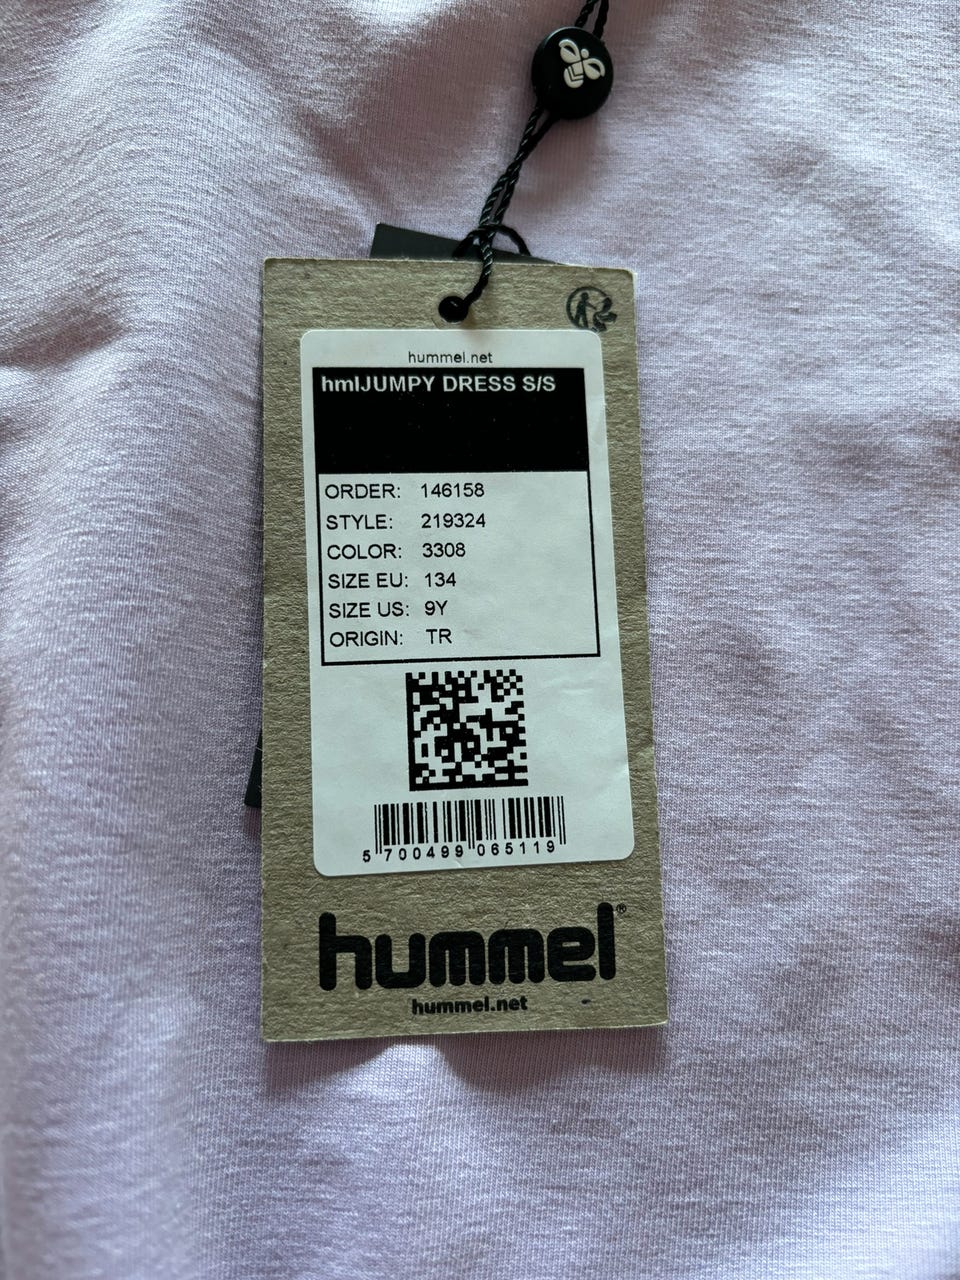 hummel.net
hmlJUMPY DRESS S/S
ORDER: 146158
STYLE: 219324
COLOR: 3308
SIZE EU: 134
SIZE US: 9Y
ORIGIN: TR
5 700499 065119
hummel®
hummel.net